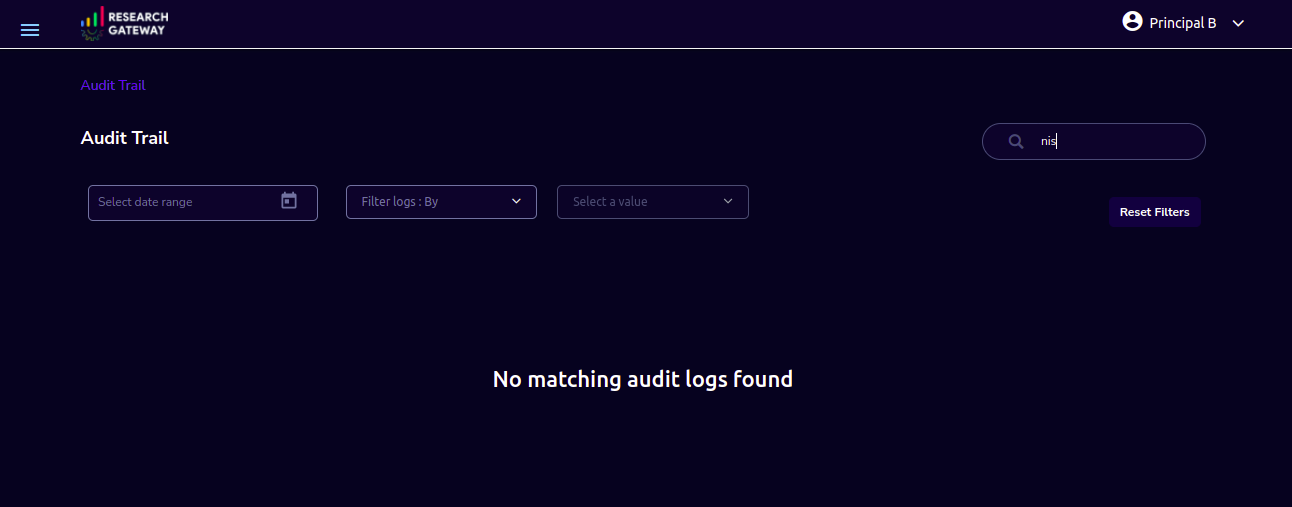 RESEARCH
GATEWAY
Principal B
Audit Trail
Audit Trail
nis
Select date range
Filter logs : By
Select a value
Reset Filters
No matching audit logs found